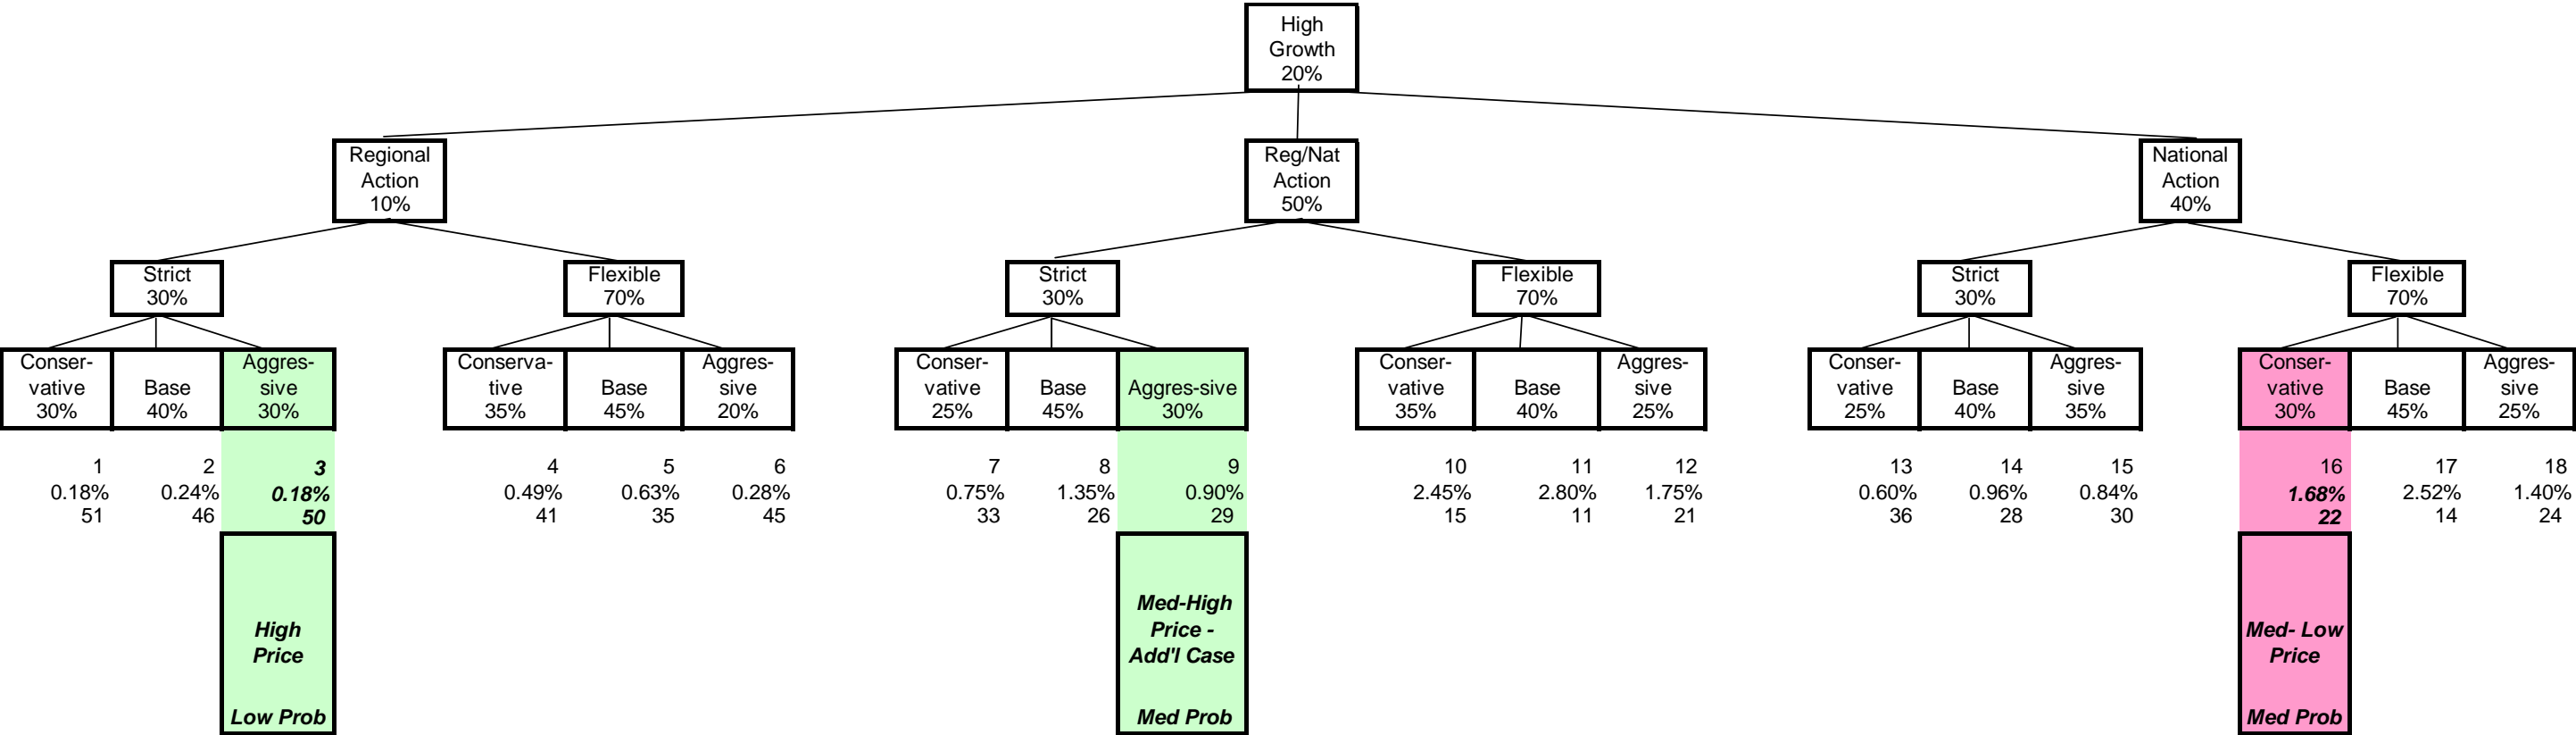 High
Growth
20%
Regional
Action
10%
Reg/Nat
Action
50%
National
Action
40%
Strict
30%
Flexible
70%
Strict
30%
Flexible
70%
Strict
30%
Flexible
70%
Conser-
vative
30%
Base
40%
Aggres-
sive
30%
Conserva-
tive
35%
Base
45%
Aggres-
sive
20%
Conser-
vative
25%
Base
45%
Aggres-sive
30%
Conser-
vative
35%
Base
40%
Aggres-
sive
25%
Conser-
vative
25%
Base
40%
Aggres-
sive
35%
Conser-
vative
30%
Base
45%
Aggres-
sive
25%
1 2 3 4 5 6 7 8 9 10 11 12 13 14 15 16 17 18
0.18% 0.24% 0.18% 0.49% 0.63% 0.28% 0.75% 1.35% 0.90% 2.45% 2.80% 1.75% 0.60% 0.96% 0.84% 1.68% 2.52% 1.40%
51 46 50 41 35 45 33 26 29 15 11 21 36 28 30 22 14 24
High
Price
Low Prob
Med-High
Price -
Add'l Case
Med Prob
Med- Low
Price
Med Prob